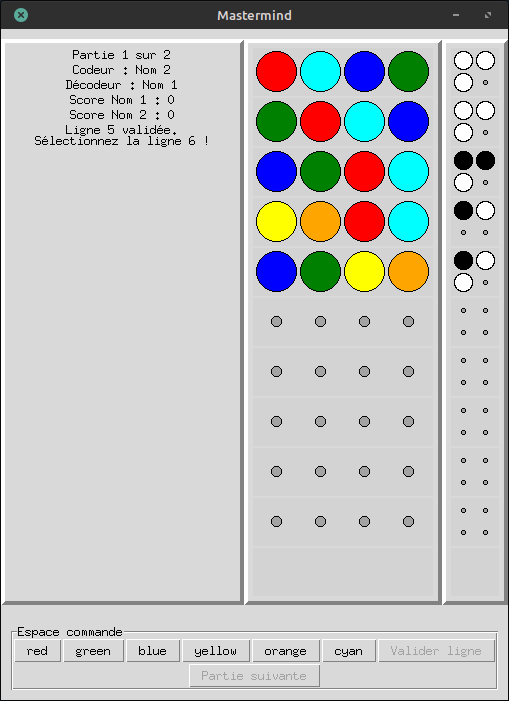 Mastermind
Partie 1 sur 2
Codeur : Nom 2
Décodeur : Nom 1
Score Nom 1 : 0
Score Nom 2 : 0
Ligne 5 validée.
Sélectionnez la ligne 6 !
Espace commande
red green blue yellow orange cyan Valider ligne
Partie suivante